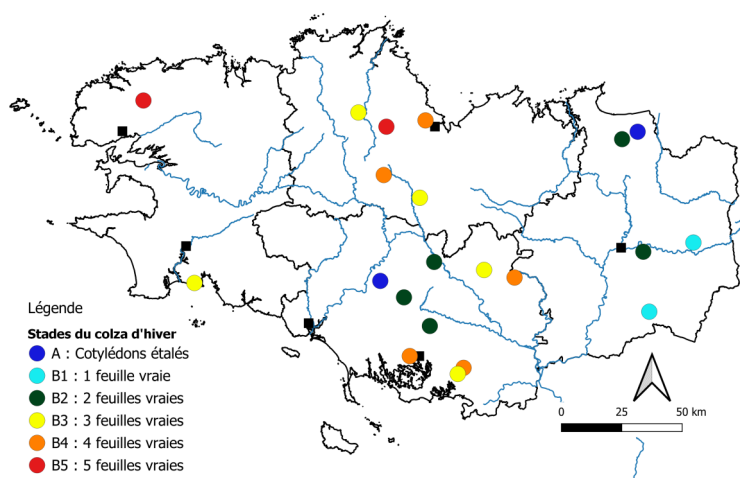 Légende
Stades du colza d'hiver
A : Cotylédons étalés
B1 : 1 feuille vraie
B2 : 2 feuilles vraies
B3 : 3 feuilles vraies
B4 : 4 feuilles vraies
B5 : 5 feuilles vraies
0 25 50 km